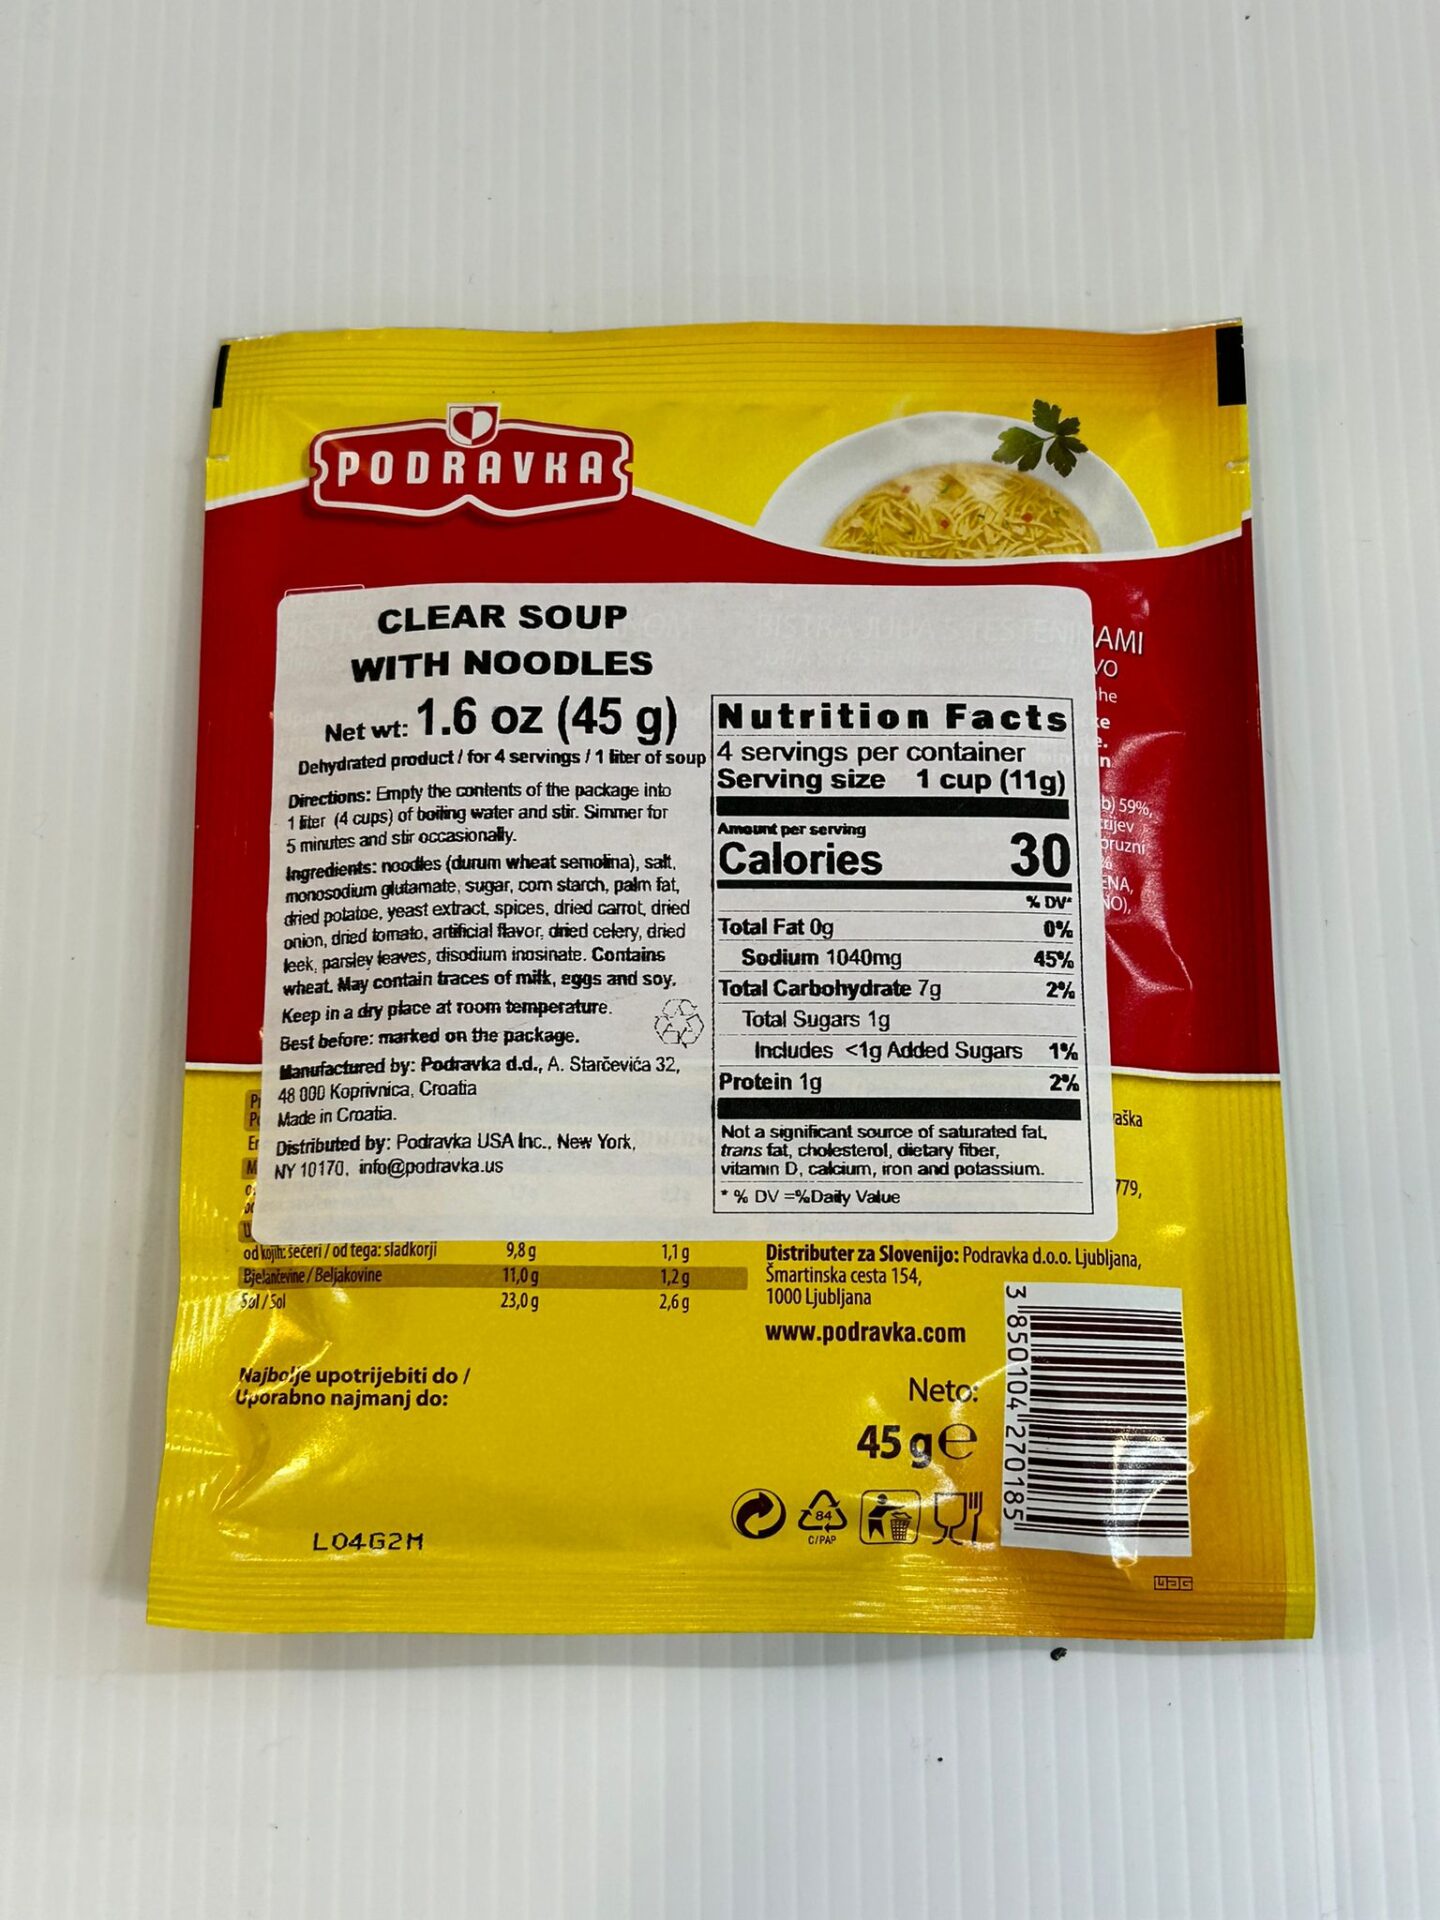 PODRAVKA
CLEAR SOUP
WITH NOODLES
Net wt: 1.6 oz (45 g)
Dehydrated product / for 4 servings / 1 liter of soup
Directions: Empty the contents of the package into
1 liter (4 cups) of boiling water and stir. Simmer for
5 minutes and stir occasionally.
Ingredients: noodles (durum wheat semolina), salt,
monosodium glutamate, sugar, corn starch, palm fat,
dried potatoe, yeast extract, spices, dried carrot, dried
onion, dried tomato, artificial flavor, dried celery, dried
leek, parsley leaves, disodium inosinate. Contains
wheat. May contain traces of milk, eggs and soy.
Keep in a dry place at room temperature.
Best before: marked on the package.
Manufactured by: Podravka d.d., A. Starčevića 32,
48 000 Koprivnica, Croatia
Made in Croatia.
Distributed by: Podravka USA Inc., New York,
NY 10170, info@podravka.us
Nutrition Facts
4 servings per container
Serving size 1 cup (11g)
Amount per serving
Calories 30
% DV*
Total Fat 0g 0%
Sodium 1040mg 45%
Total Carbohydrate 7g 2%
Total Sugars 1g
Includes <1g Added Sugars 1%
Protein 1g 2%
Not a significant source of saturated fat,
trans fat, cholesterol, dietary fiber,
vitamin D, calcium, iron and potassium.
* % DV =%Daily Value
od kojih: šećeri / od tega: sladkorji 9,8 g 1,1 g
Bjelančevine / Beljakovine 11,0 g 1,2 g
Sol / Sol 23,0 g 2,6 g
Najbolje upotrijebiti do /
Uporabno najmanj do:
L04G2M
Distributer za Slovenijo: Podravka d.o.o. Ljubljana,
Šmartinska cesta 154,
1000 Ljubljana
www.podravka.com
Neto:
45 g e
84
C/PAP
3 850104 270185